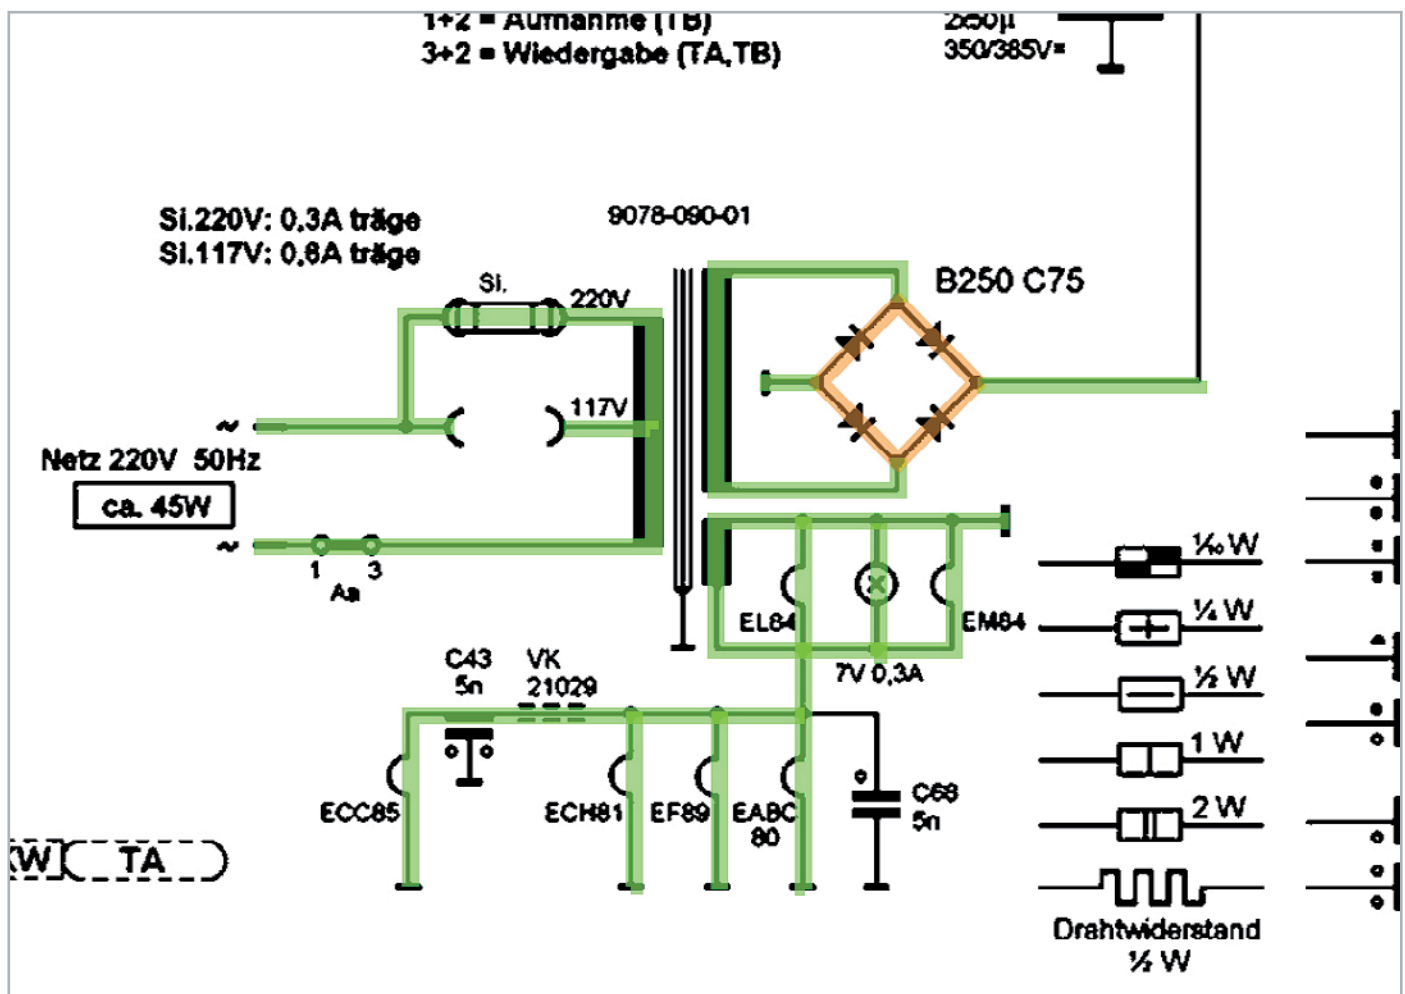 1+2 = Aufnahme (TB)
3+2 = Wiedergabe (TA,TB)
2x50µ
350/385V=
Si.220V: 0,3A träge
Si.117V: 0,6A träge
9078-090-01
B250 C75
Si.
220V
117V
~
Netz 220V 50Hz
ca. 45W
~
1
3
Aa
EL84
EM84
7V 0,3A
C43
5n
VK
21029
ECC85
ECH81
EF89
EABC
80
C68
5n
KW
TA
1/10 W
1/4 W
1/2 W
1 W
2 W
Drahtwiderstand
1/2 W